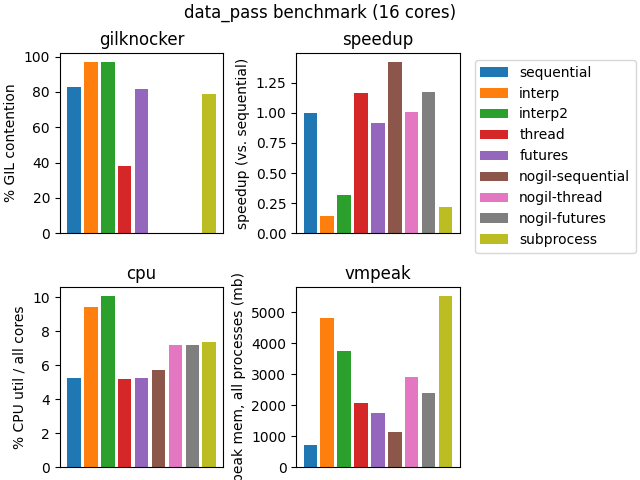 data_pass benchmark (16 cores)
gilknocker
% GIL contention
100
80
60
40
20
0
speedup
speedup (vs. sequential)
1.25
1.00
0.75
0.50
0.25
0.00
sequential
interp
interp2
thread
futures
nogil-sequential
nogil-thread
nogil-futures
subprocess
cpu
% CPU util / all cores
10
8
6
4
2
0
vmpeak
peak mem, all processes (mb)
5000
4000
3000
2000
1000
0